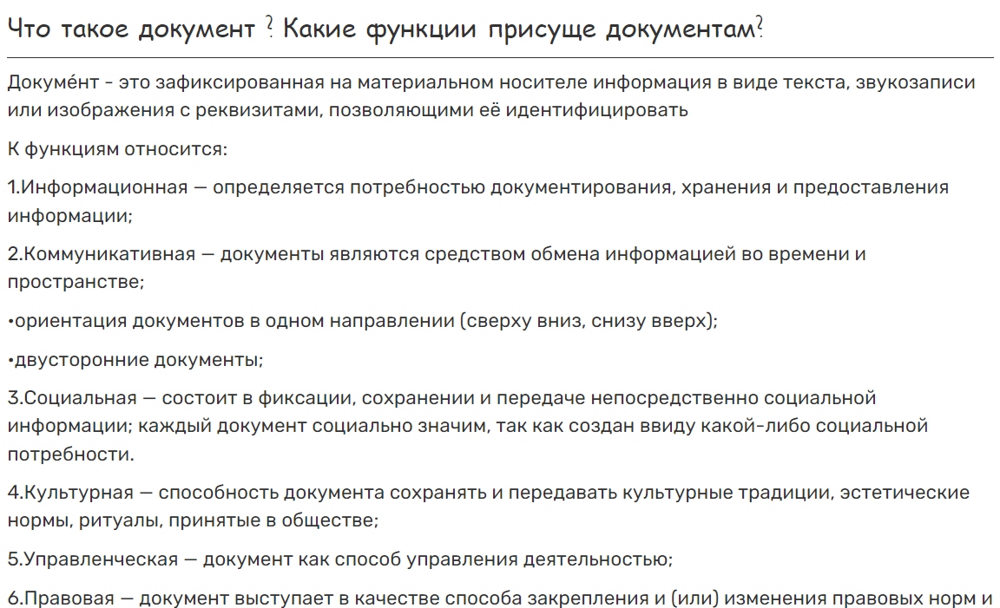 Что такое документ ? Какие функции присуще документам?
Докуме́нт - это зафиксированная на материальном носителе информация в виде текста, звукозаписи
или изображения с реквизитами, позволяющими её идентифицировать
К функциям относится:
1.Информационная — определяется потребностью документирования, хранения и предоставления
информации;
2.Коммуникативная — документы являются средством обмена информацией во времени и
пространстве;
•ориентация документов в одном направлении (сверху вниз, снизу вверх);
•двусторонние документы;
3.Социальная — состоит в фиксации, сохранении и передаче непосредственно социальной
информации; каждый документ социально значим, так как создан ввиду какой-либо социальной
потребности.
4.Культурная — способность документа сохранять и передавать культурные традиции, эстетические
нормы, ритуалы, принятые в обществе;
5.Управленческая — документ как способ управления деятельностью;
6.Правовая — документ выступает в качестве способа закрепления и (или) изменения правовых норм и